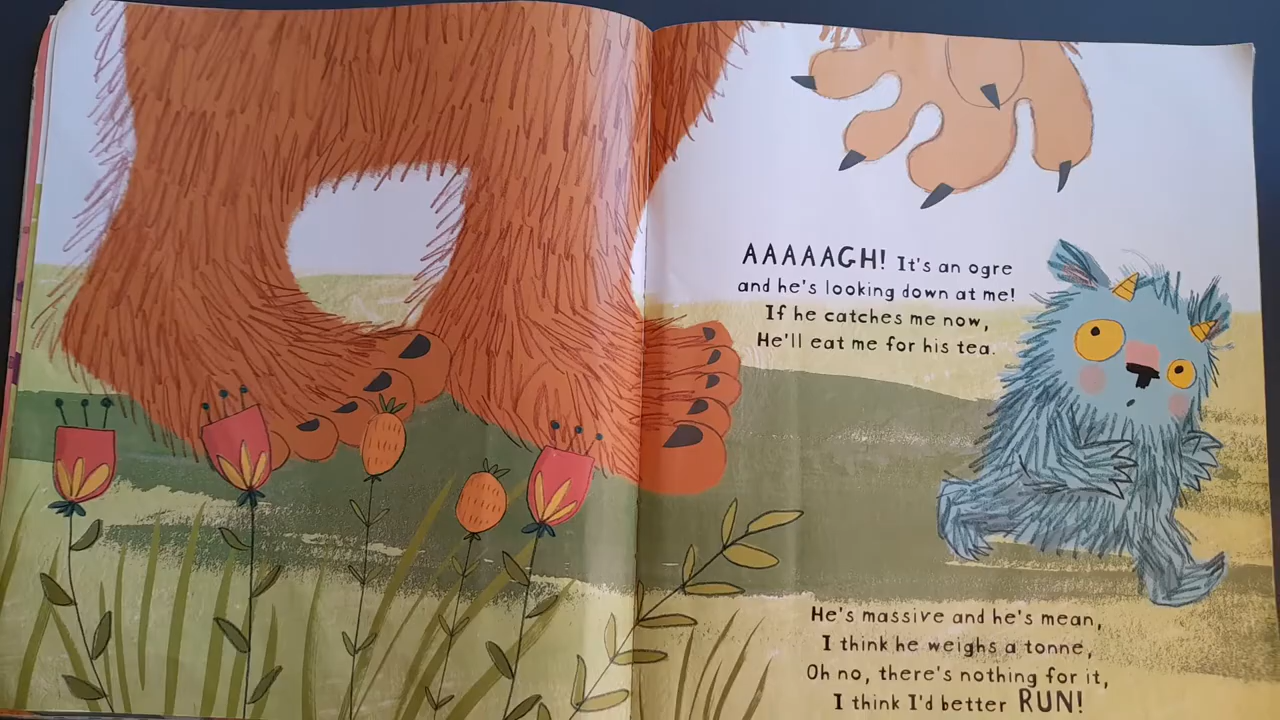 AAAAAGH! It's an ogre
and he's looking down at me!
If he catches me now,
He'll eat me for his tea.
He's massive and he's mean,
I think he weighs a tonne,
Oh no, there's nothing for it,
I think I'd better RUN!